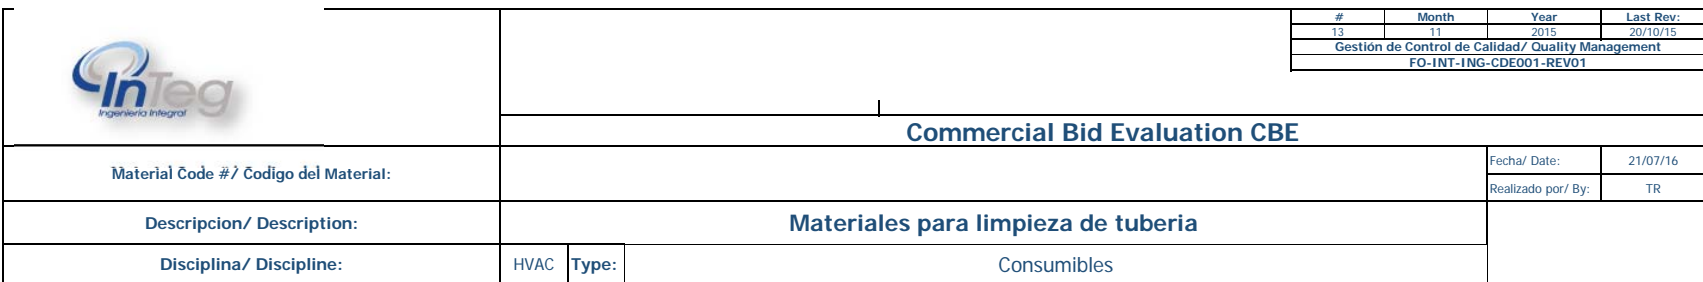 # Month Year Last Rev:
13 11 2015 20/10/15
Gestión de Control de Calidad/ Quality Management
FO-INT-ING-CDE001-REV01
InTeg
Ingeniería Integral
Commercial Bid Evaluation CBE
Material Code #/ Codigo del Material:
Fecha/ Date: 21/07/16
Realizado por/ By: TR
Descripcion/ Description: Materiales para limpieza de tuberia
Disciplina/ Discipline: HVAC Type: Consumibles